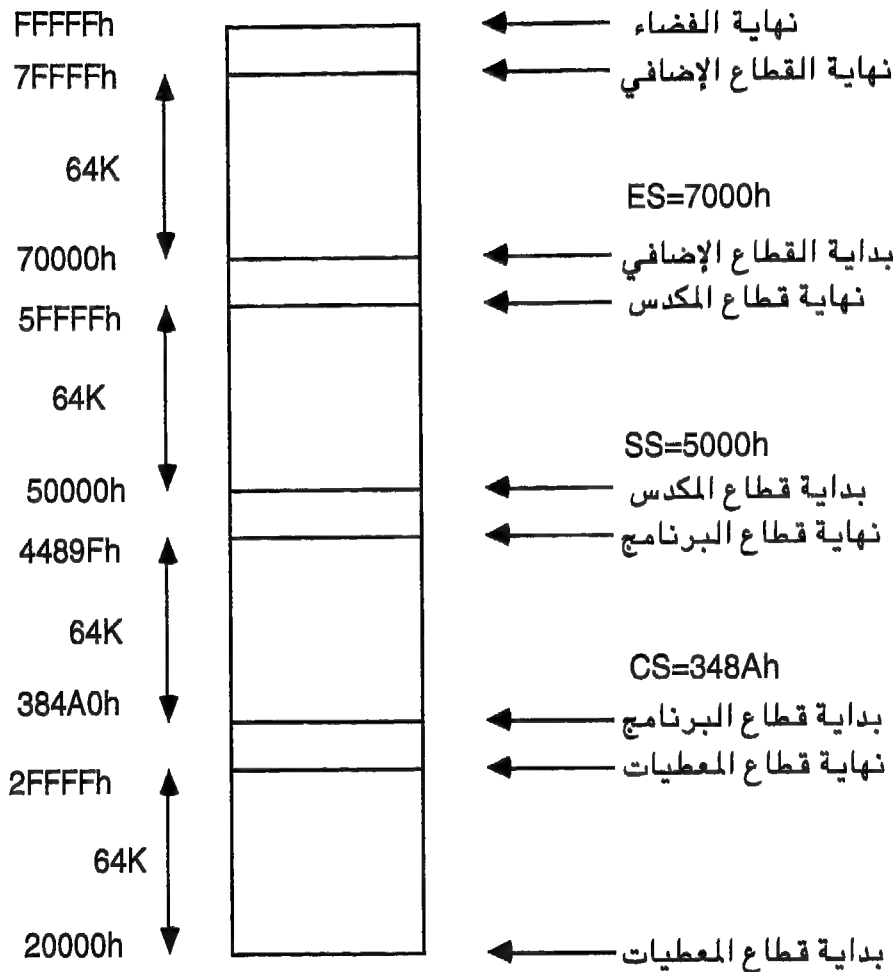 FFFFFh نهاية الفضاء
7FFFFh نهاية القطاع الإضافي
64K
ES=7000h
70000h بداية القطاع الإضافي
نهاية قطاع المكدس
5FFFFh
64K
SS=5000h
50000h بداية قطاع المكدس
نهاية قطاع البرنامج
4489Fh
64K
CS=348Ah
384A0h
بداية قطاع البرنامج
نهاية قطاع المعطيات
2FFFFh
64K
20000h بداية قطاع المعطيات